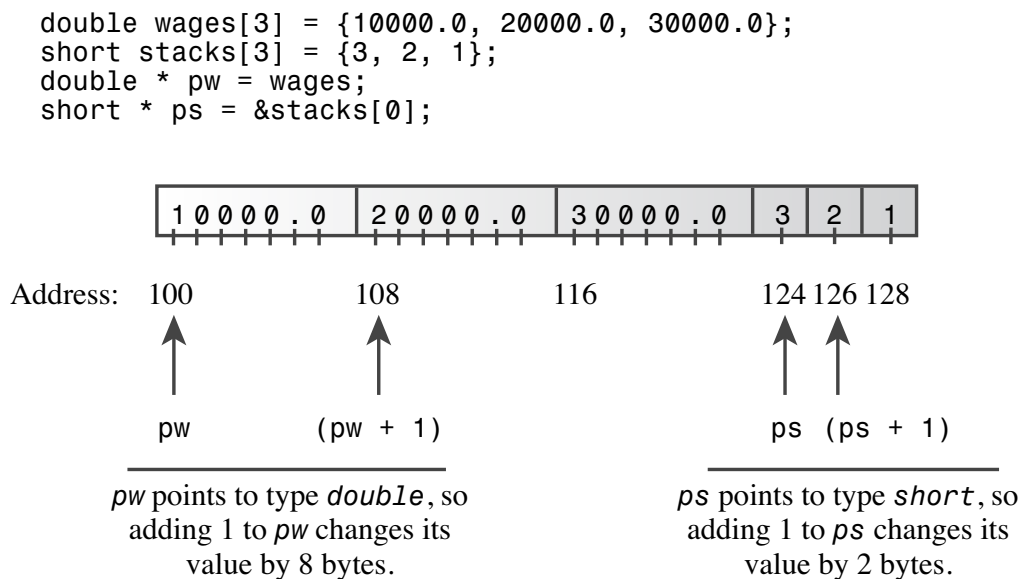 double wages[3] = {10000.0, 20000.0, 30000.0};
short stacks[3] = {3, 2, 1};
double * pw = wages;
short * ps = &stacks[0];
10000.0 20000.0 30000.0 3 2 1
Address: 100 108 116 124 126 128
pw (pw + 1) ps (ps + 1)
pw points to type double, so
adding 1 to pw changes its
value by 8 bytes.
ps points to type short, so
adding 1 to ps changes its
value by 2 bytes.